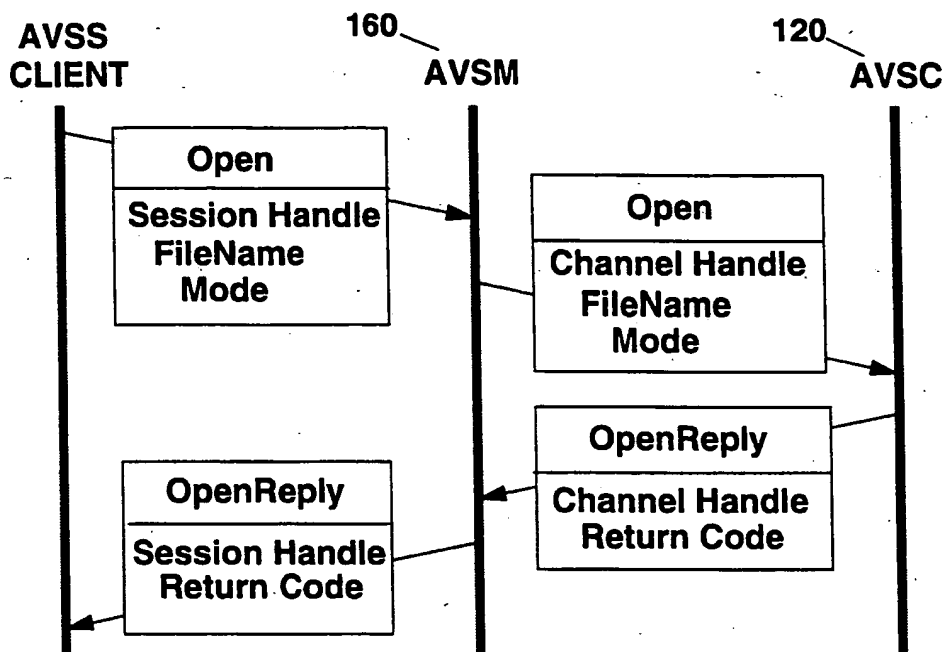 AVSS
CLIENT
160
AVSM
120
AVSC
Open
Session Handle
FileName
Mode
Open
Channel Handle
FileName
Mode
OpenReply
Channel Handle
Return Code
OpenReply
Session Handle
Return Code